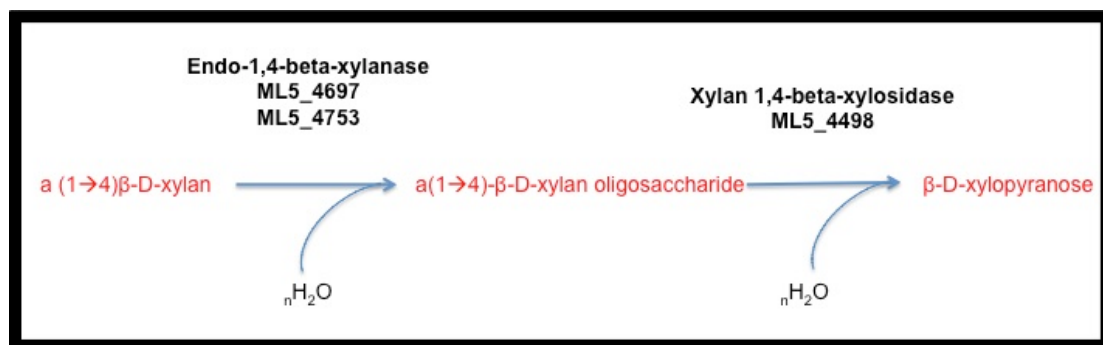 Endo-1,4-beta-xylanase
ML5_4697
ML5_4753
Xylan 1,4-beta-xylosidase
ML5_4498
a (1→4)β-D-xylan
a(1→4)-β-D-xylan oligosaccharide
β-D-xylopyranose
nH2O
nH2O